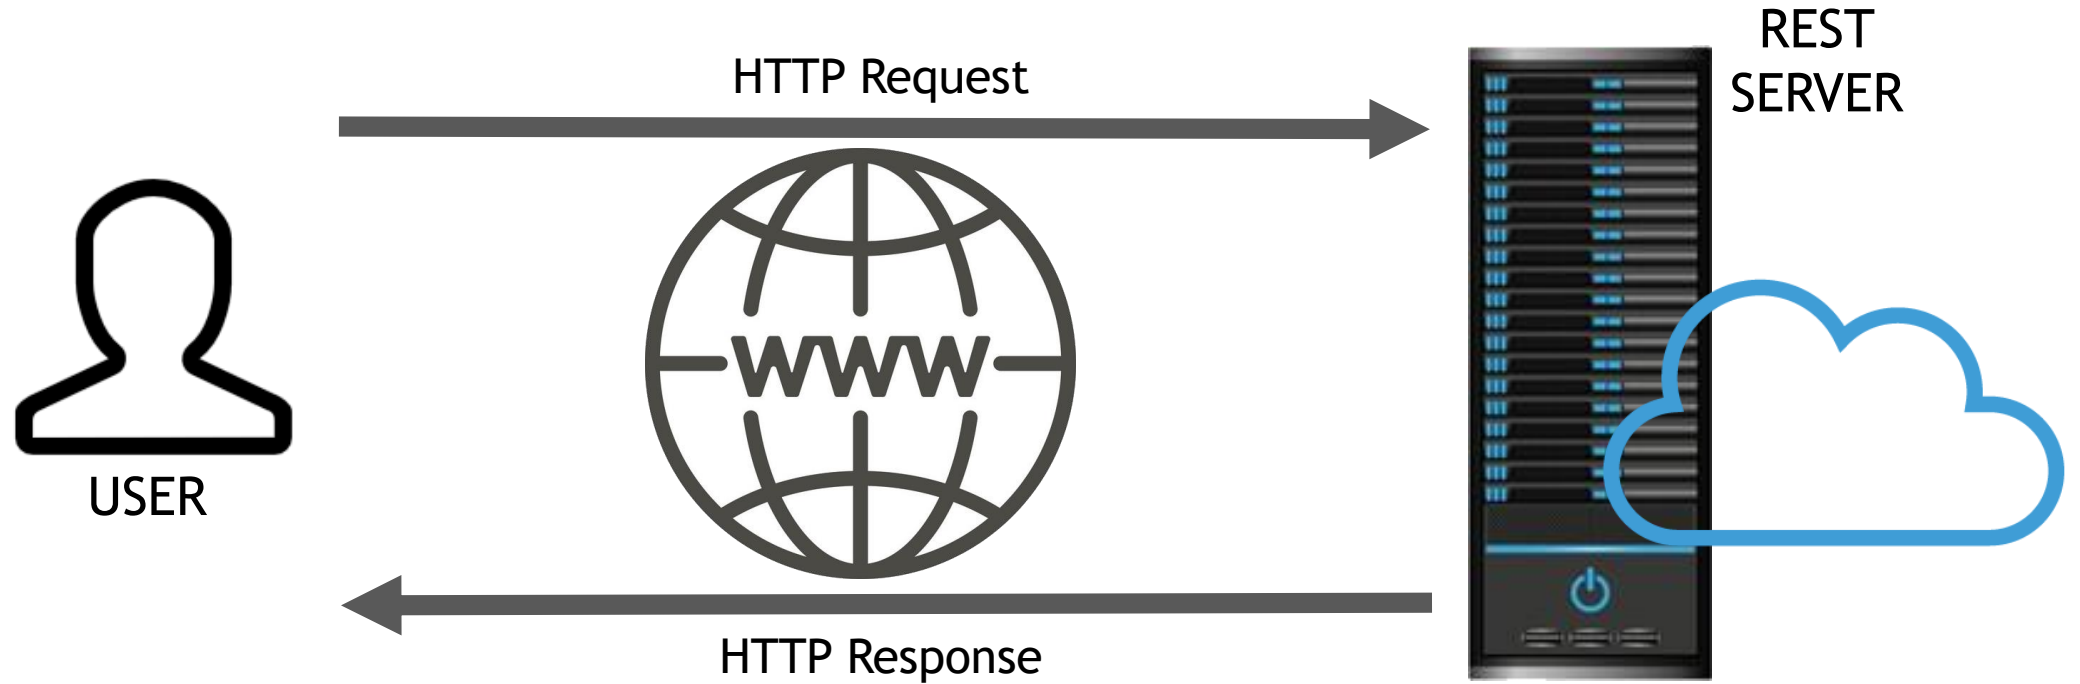 REST
SERVER
HTTP Request
WWW
USER
HTTP Response